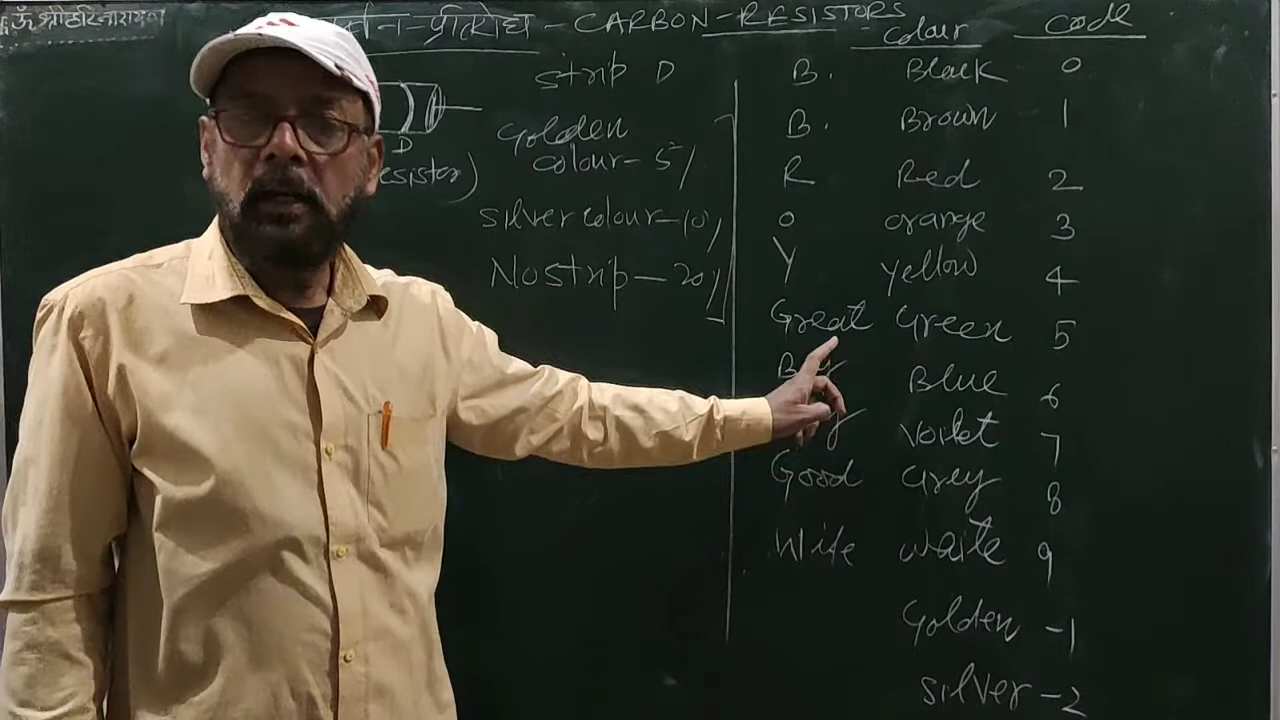 ॐ श्रीहरिनारायण
प्रतिरोध - CARBON-RESISTORS
Colour Code
Strip D
Golden
Colour - 5%
Silver colour - 10%
No strip - 20%
D
esistor)
B. Black 0
B. Brown 1
R Red 2
O orange 3
Y yellow 4
Great Green 5
Blue 6
Voilet 7
Good Grey 8
Wife Waite 9
Golden -1
Silver -2